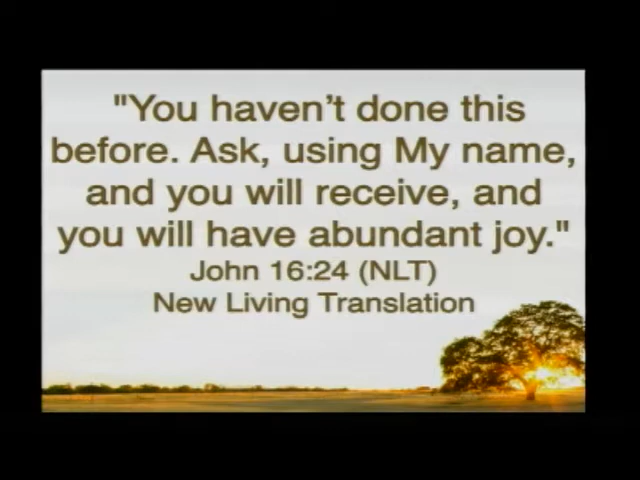 "You haven't done this
before. Ask, using My name,
and you will receive, and
you will have abundant joy."
John 16:24 (NLT)
New Living Translation